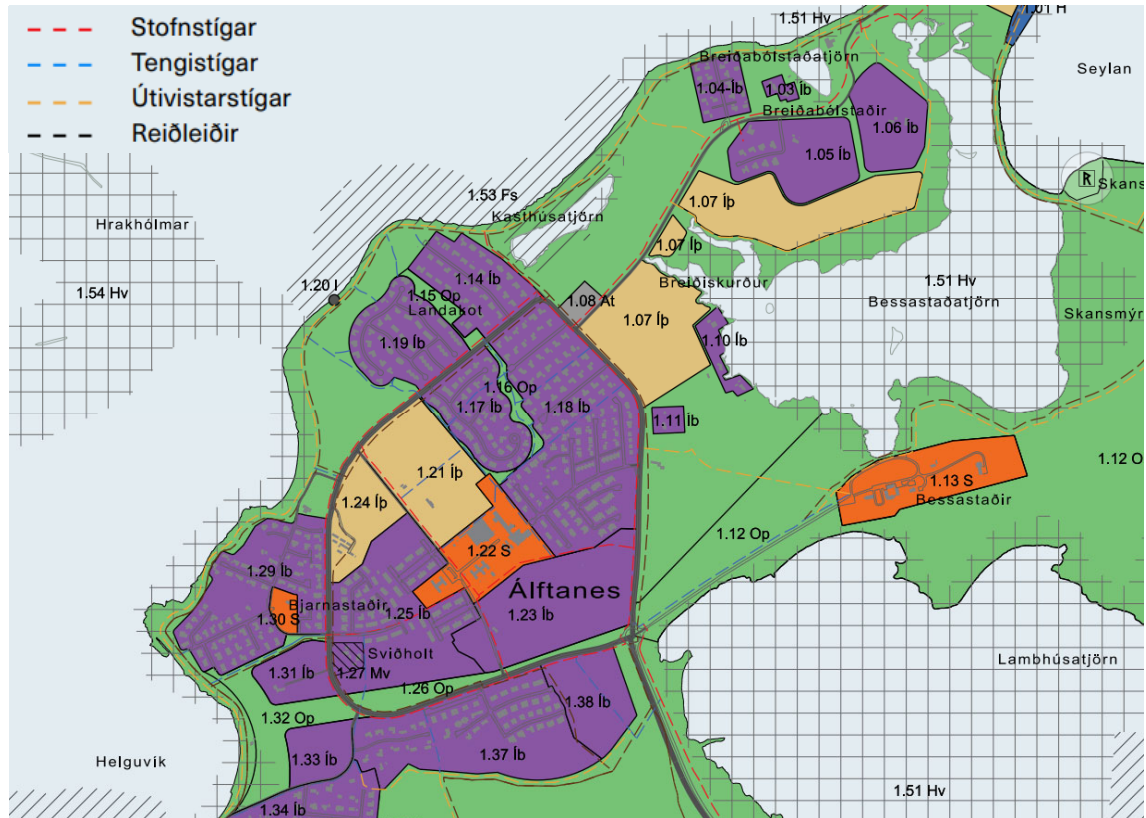 Stofnstígar
Tengistígar
Útivistarstígar
Reiðleiðir
1.51 Hv
1.01 H
Breiðabólstaðatjörn
Seylan
1.04-Íb
1.03 Íb
Breiðabólstaðir
1.06 Íb
1.05 Íb
Skans
1.53 Fs
1.07 Íþ
Kasthúsatjörn
Hrakhólmar
1.07 Íþ
1.14 Íb
1.20 I
1.15 Op
Landakot
1.08 At
Breiðiskurður
1.51 Hv
Bessastaðatjörn
1.54 Hv
1.07 Íþ
Skansmýr
1.19 Íb
1.10 Íb
1.16 Op
1.17 Íb
1.18 Íb
1.11 Íb
1.21 Íþ
1.12 O
1.13 S
Bessastaðir
1.24 Íþ
1.12 Op
1.22 S
1.29 Íb
Álftanes
Bjarnastaðir
1.30 S
1.25 Íb
1.23 Íb
Sviðholt
Lambhúsatjörn
1.31 Íb
1.27 Mv
1.26 Op
1.38 Íb
1.32 Op
1.37 Íb
1.33 Íb
Helguvík
1.51 Hv
1.34 Íb